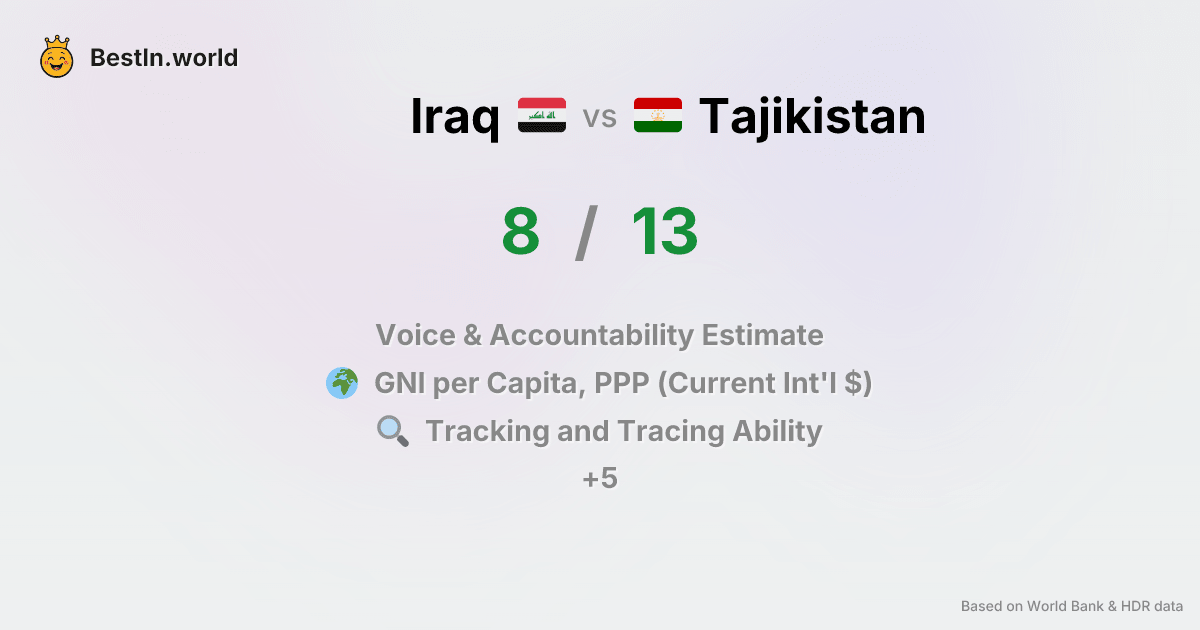 BestIn.world
Iraq vs Tajikistan
8 / 13
Voice & Accountability Estimate
GNI per Capita, PPP (Current Int'l $)
Tracking and Tracing Ability
+5
Based on World Bank & HDR data